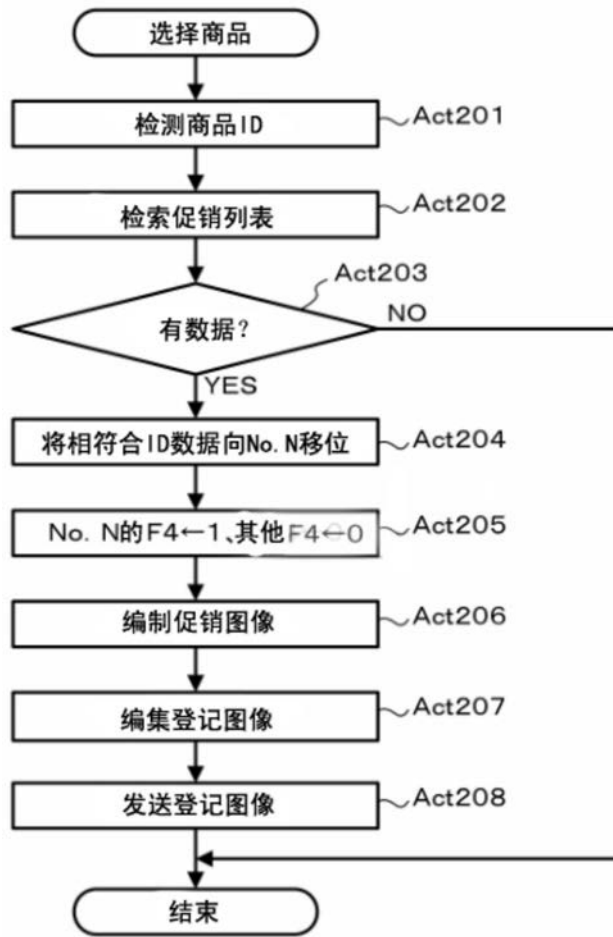 选择商品
检测商品ID
Act201
检索促销列表
Act202
Act203
有数据?
NO
YES
将相符合ID数据向No.N移位
Act204
No. N的F4←1、其他F4←0
Act205
编制促销图像
Act206
编集登记图像
Act207
发送登记图像
Act208
结束